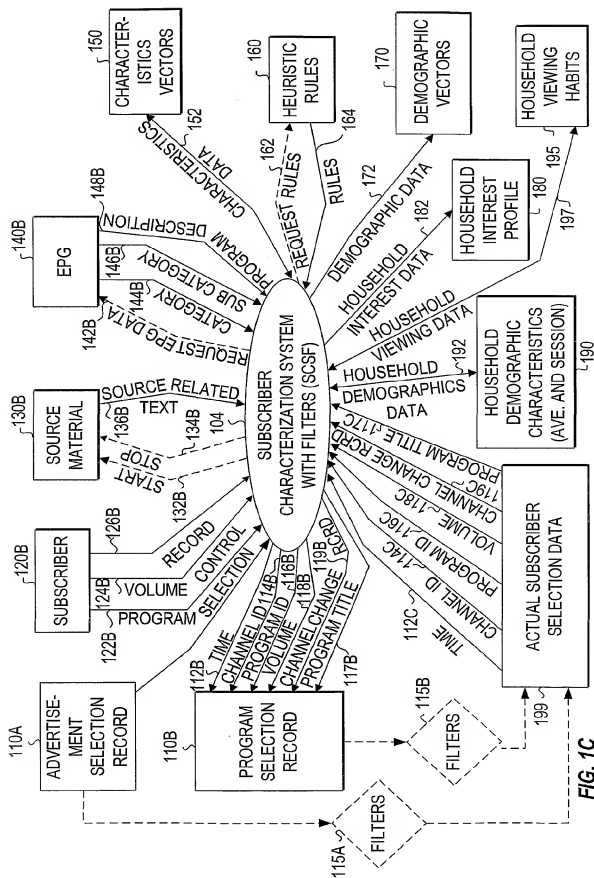 110A
ADVERTISE-
MENT
SELECTION
RECORD
120B
SUBSCRIBER
122B
124B
126B
PROGRAM
SELECTION
VOLUME
CONTROL
RECORD
130B
SOURCE
MATERIAL
132B
START
STOP
134B
136B
SOURCE RELATED
TEXT
140B
EPG
142B
144B
146B
148B
REQUEST EPG DATA
CATEGORY
SUB CATEGORY
PROGRAM
DESCRIPTION
150
CHARACTER-
ISTICS
VECTORS
152
CHARACTERISTICS
DATA
104
SUBSCRIBER
CHARACTERIZATION SYSTEM
WITH FILTERS (SCSF)
160
HEURISTIC
RULES
162
REQUEST RULES
RULES
164
170
DEMOGRAPHIC
VECTORS
172
DEMOGRAPHIC DATA
HOUSEHOLD
INTEREST DATA
182
HOUSEHOLD
INTEREST
PROFILE
180
HOUSEHOLD
VIEWING DATA
197
HOUSEHOLD
VIEWING
HABITS
195
HOUSEHOLD
DEMOGRAPHICS
DATA
192
HOUSEHOLD
DEMOGRAPHIC
CHARACTERISTICS
(AVE. AND SESSION)
190
110B
PROGRAM
SELECTION
RECORD
112B
TIME
CHANNEL ID
114B
PROGRAM ID
116B
VOLUME
118B
CHANNEL CHANGE
RCRD
119B
PROGRAM TITLE
117B
112C
TIME
CHANNEL ID
114C
PROGRAM ID
116C
VOLUME
118C
CHANNEL CHANGE RCRD
119C
PROGRAM TITLE
117C
199
ACTUAL SUBSCRIBER
SELECTION DATA
115A
FILTERS
115B
FILTERS
FIG. 1C